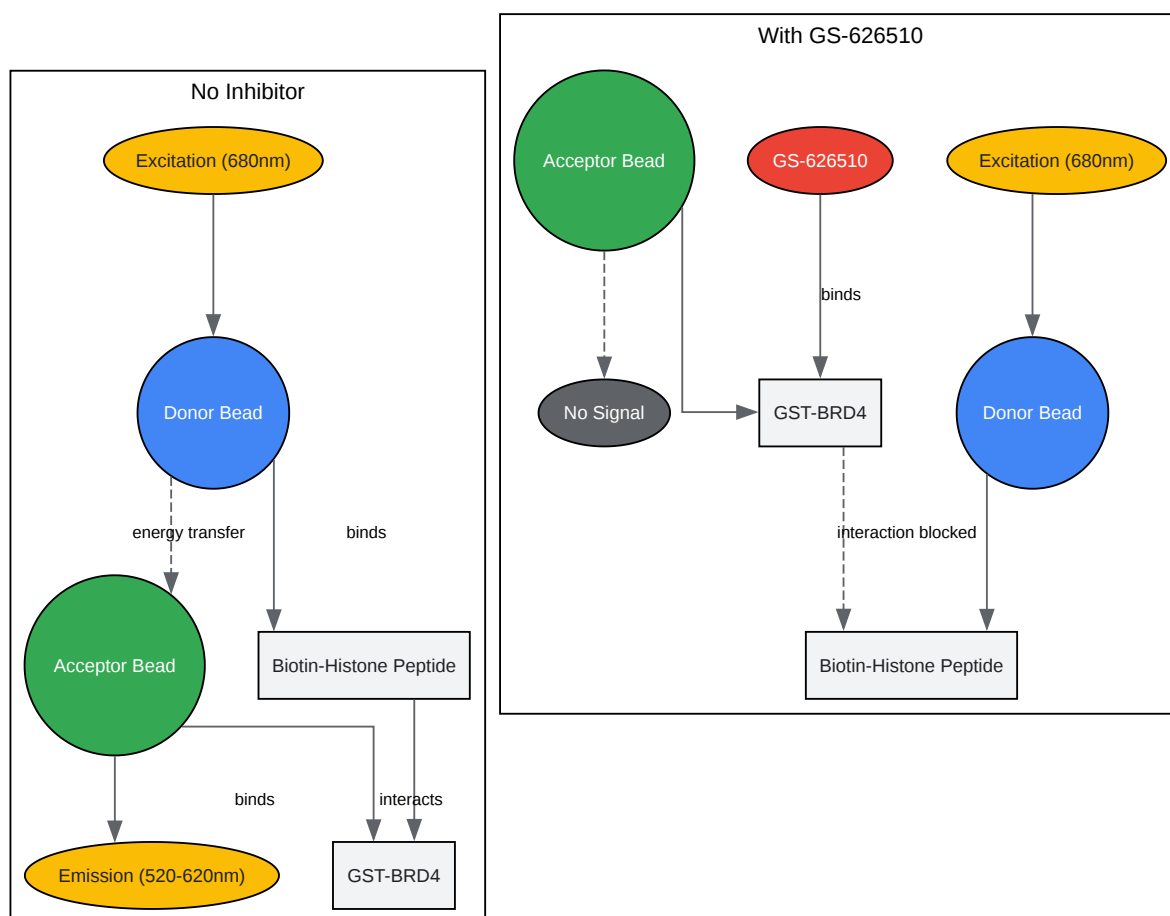 No Inhibitor
Excitation (680nm)
Donor Bead
energy transfer
binds
Acceptor Bead
Biotin-Histone Peptide
binds
interacts
Emission (520-620nm)
GST-BRD4
With GS-626510
Acceptor Bead
GS-626510
Excitation (680nm)
binds
No Signal
GST-BRD4
Donor Bead
interaction blocked
Biotin-Histone Peptide